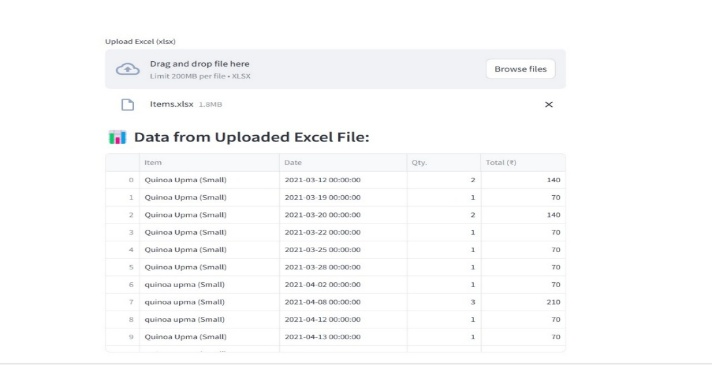 Upload Excel (xlsx)
Drag and drop file here
Limit 200MB per file • XLSX
Browse files
Items.xlsx 1.8MB
Data from Uploaded Excel File:
Item Date Qty. Total (₹)
0 Quinoa Upma (Small) 2021-03-12 00:00:00 2 140
1 Quinoa Upma (Small) 2021-03-19 00:00:00 1 70
2 Quinoa Upma (Small) 2021-03-20 00:00:00 2 140
3 Quinoa Upma (Small) 2021-03-22 00:00:00 1 70
4 Quinoa Upma (Small) 2021-03-25 00:00:00 1 70
5 Quinoa Upma (Small) 2021-03-28 00:00:00 1 70
6 quinoa upma (Small) 2021-04-02 00:00:00 1 70
7 quinoa upma (Small) 2021-04-08 00:00:00 3 210
8 quinoa upma (Small) 2021-04-12 00:00:00 1 70
9 Quinoa Upma (Small) 2021-04-13 00:00:00 1 70